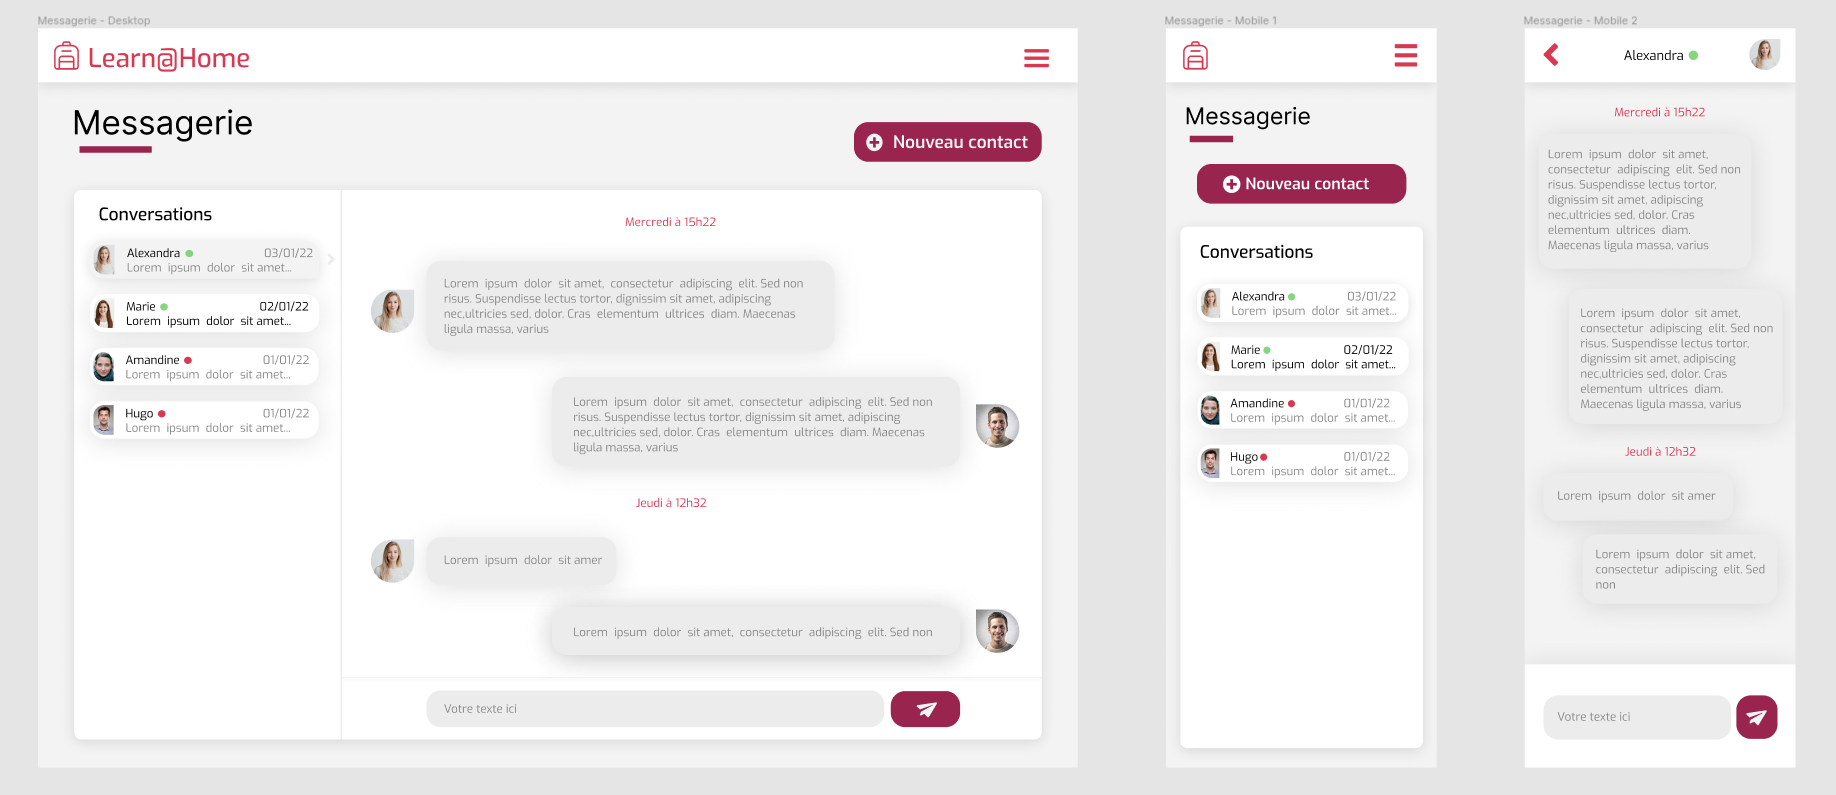 Messagerie - Desktop
Learn@Home
Messagerie
Nouveau contact
Conversations
Alexandra 03/01/22
Lorem ipsum dolor sit amet...
Marie 02/01/22
Lorem ipsum dolor sit amet...
Amandine 01/01/22
Lorem ipsum dolor sit amet...
Hugo 01/01/22
Lorem ipsum dolor sit amet...
Mercredi à 15h22
Lorem ipsum dolor sit amet, consectetur adipiscing elit. Sed non
risus. Suspendisse lectus tortor, dignissim sit amet, adipiscing
nec,ultricies sed, dolor. Cras elementum ultrices diam. Maecenas
ligula massa, varius
Lorem ipsum dolor sit amet, consectetur adipiscing elit. Sed non
risus. Suspendisse lectus tortor, dignissim sit amet, adipiscing
nec,ultricies sed, dolor. Cras elementum ultrices diam. Maecenas
ligula massa, varius
Jeudi à 12h32
Lorem ipsum dolor sit amer
Lorem ipsum dolor sit amet, consectetur adipiscing elit. Sed non
Votre texte ici
Messagerie - Mobile 1
Messagerie
Nouveau contact
Conversations
Alexandra 03/01/22
Lorem ipsum dolor sit amet...
Marie 02/01/22
Lorem ipsum dolor sit amet...
Amandine 01/01/22
Lorem ipsum dolor sit amet...
Hugo 01/01/22
Lorem ipsum dolor sit amet...
Messagerie - Mobile 2
Alexandra
Mercredi à 15h22
Lorem ipsum dolor sit amet,
consectetur adipiscing elit. Sed non
risus. Suspendisse lectus tortor,
dignissim sit amet, adipiscing
nec,ultricies sed, dolor. Cras
elementum ultrices diam.
Maecenas ligula massa, varius
Lorem ipsum dolor sit amet,
consectetur adipiscing elit. Sed non
risus. Suspendisse lectus tortor,
dignissim sit amet, adipiscing
nec,ultricies sed, dolor. Cras
elementum ultrices diam.
Maecenas ligula massa, varius
Jeudi à 12h32
Lorem ipsum dolor sit amer
Lorem ipsum dolor sit amet,
consectetur adipiscing elit. Sed
non
Votre texte ici